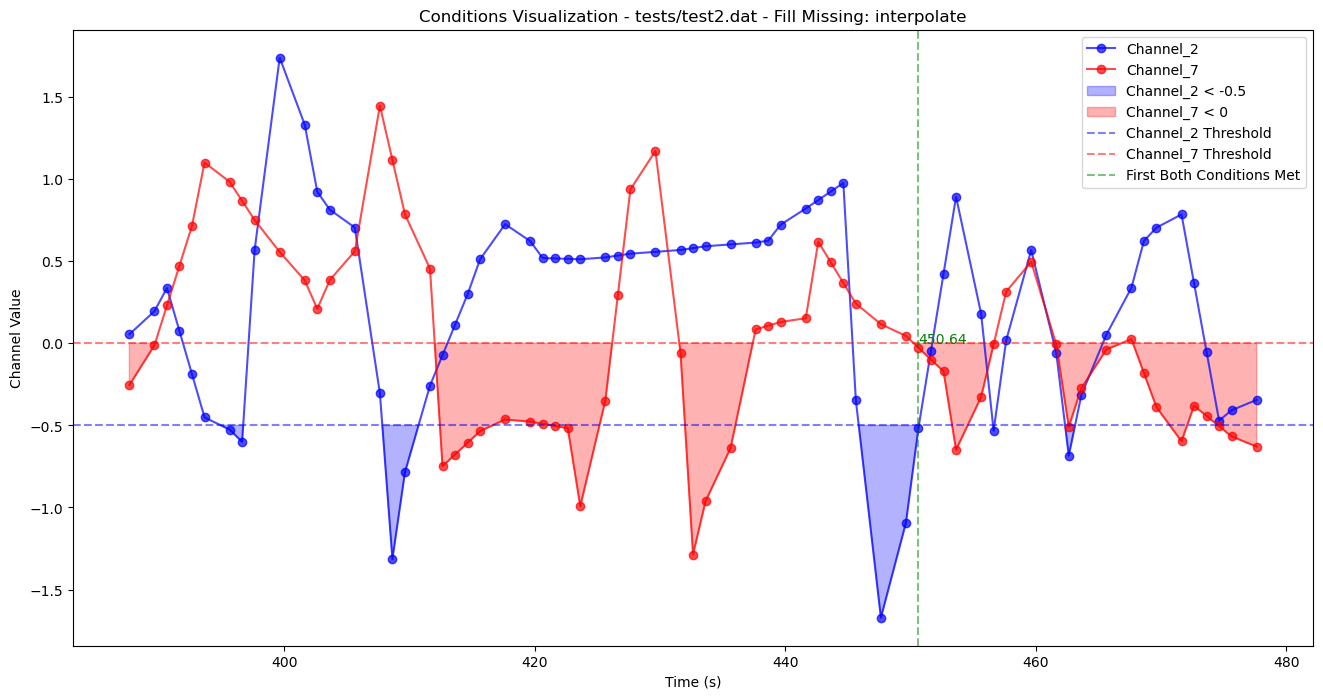 Conditions Visualization - tests/test2.dat - Fill Missing: interpolate
Channel_2
Channel_7
Channel_2 < -0.5
Channel_7 < 0
Channel_2 Threshold
Channel_7 Threshold
First Both Conditions Met
Channel Value
1.5
1.0
0.5
0.0
−0.5
−1.0
−1.5
450.64
400
420
440
460
480
Time (s)